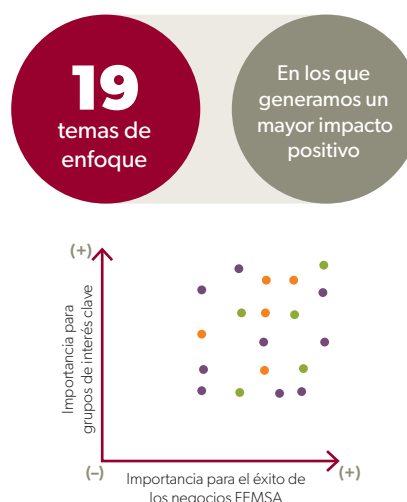 19
temas de
enfoque
En los que
generamos un
mayor impacto
positivo
(+)
Importancia para
grupos de interés clave
(–)
Importancia para el éxito de
los negocios FEMSA
(+)